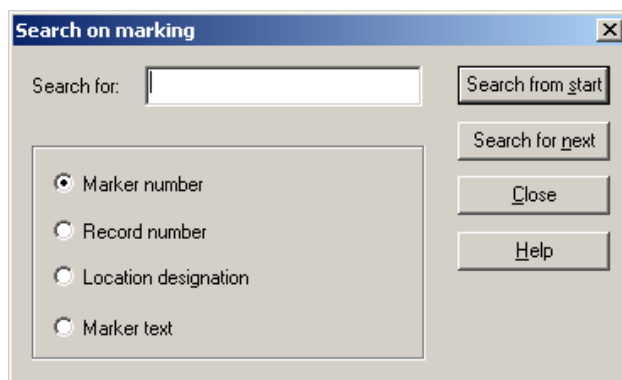 Search on marking
Search for:
Search from start
Search for next
Marker number
Close
Record number
Help
Location designation
Marker text